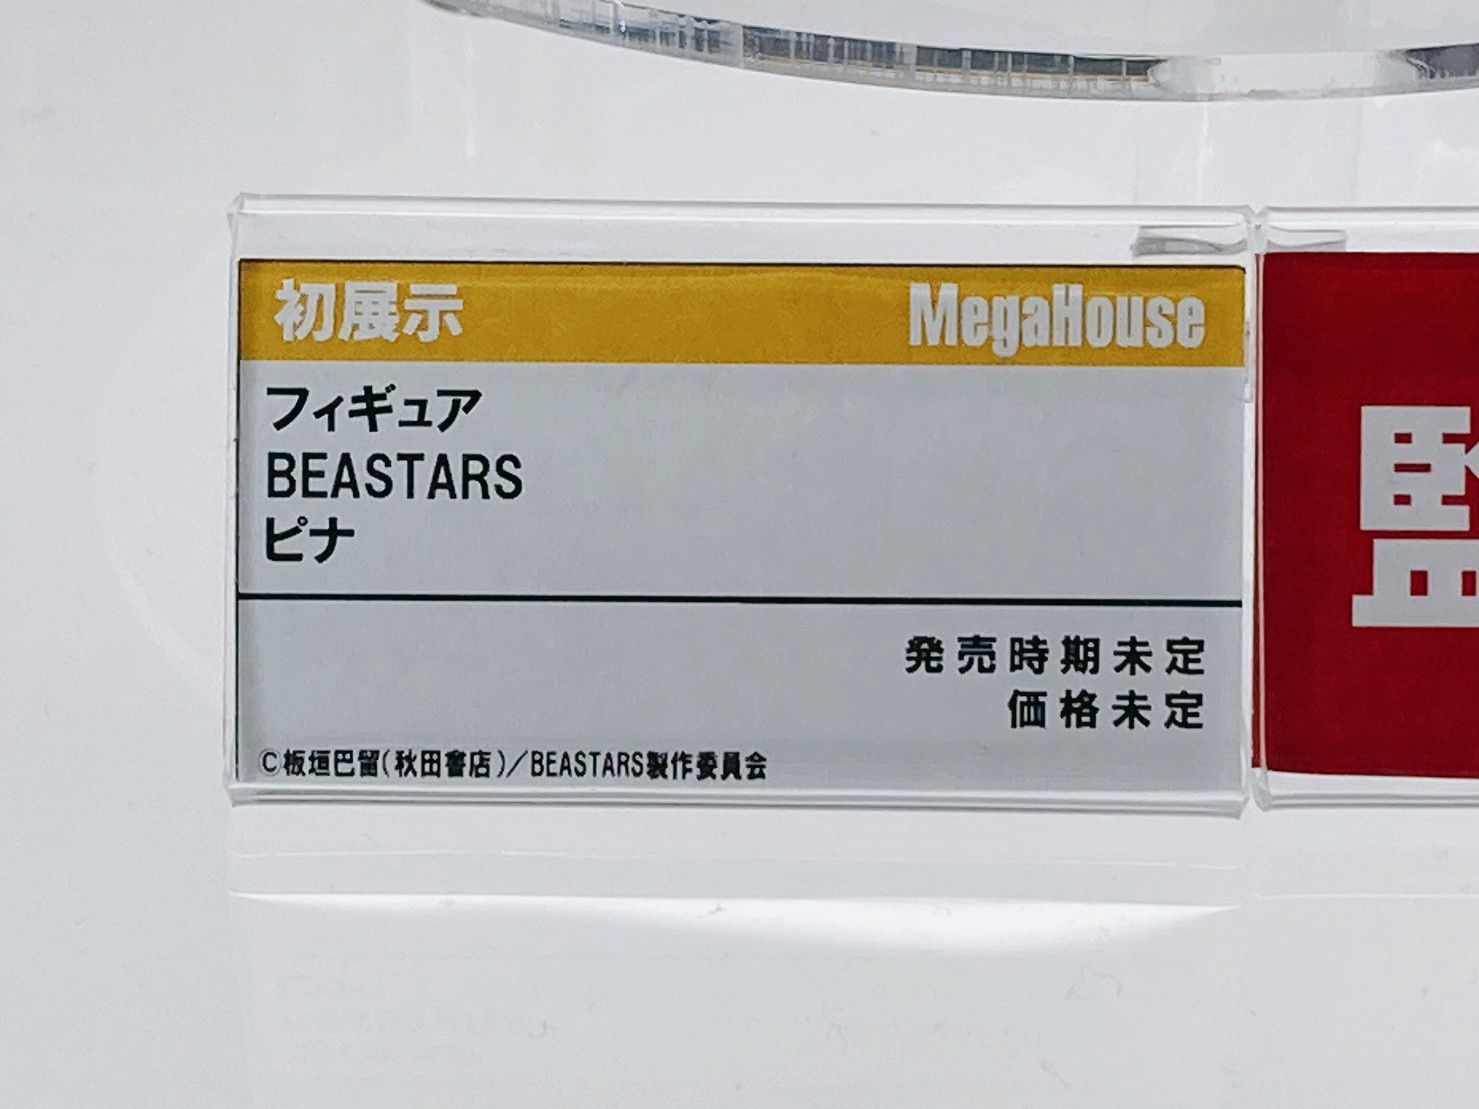 初展示 MegaHouse
フィギュア
BEASTARS
ピナ
発売時期未定
価格未定
©板垣巴留(秋田書店)／BEASTARS製作委員会
監